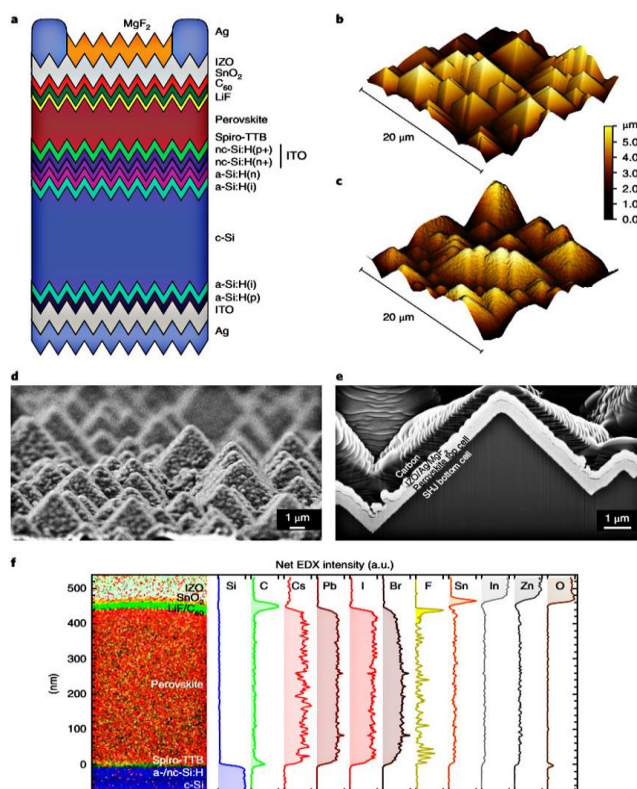 a
MgF2
Ag
IZO
SnO2
C60
LiF
Perovskite
Spiro-TTB
nc-Si:H(p+)
nc-Si:H(n+)
ITO
a-Si:H(n)
a-Si:H(i)
c-Si
a-Si:H(i)
a-Si:H(p)
ITO
Ag
b
20 μm
μm
5.0
4.0
3.0
2.0
1.0
0.0
c
20 μm
d
1 μm
e
Carbon
IZO/Ag/MgF2
Perovskite top cell
SHJ bottom cell
1 μm
f
Net EDX intensity (a.u.)
Si C Cs Pb I Br F Sn In Zn O
(nm)
500
400
300
200
100
0
IZO
SnO2
LiF/C60
Perovskite
Spiro-TTB
a-/nc-Si:H
c-Si